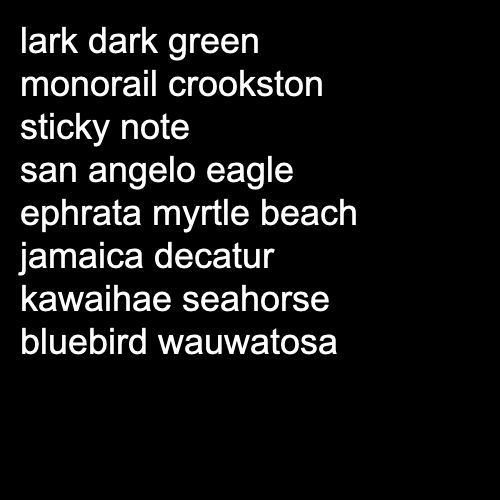 lark dark green
monorail crookston
sticky note
san angelo eagle
ephrata myrtle beach
jamaica decatur
kawaihae seahorse
bluebird wauwatosa